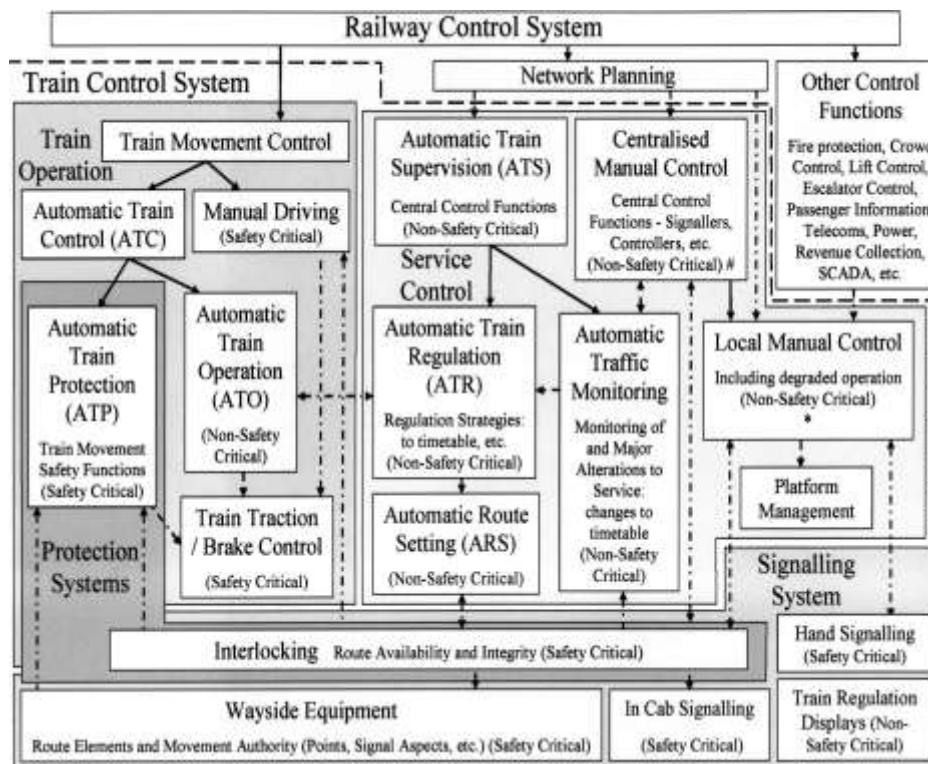 Railway Control System
Network Planning
Train Control System
Other Control
Functions
Fire protection, Crowd
Control, Lift Control,
Escalator Control,
Passenger Information
Telecoms, Power,
Revenue Collection,
SCADA, etc.
Train
Operation
Train Movement Control
Automatic Train
Control (ATC)
Manual Driving
(Safety Critical)
Automatic Train
Supervision (ATS)
Central Control Functions
(Non-Safety Critical)
Centralised
Manual Control
Central Control
Functions - Signallers,
Controllers, etc.
(Non-Safety Critical) #
Service
Control
Automatic
Train
Protection
(ATP)
Train Movement
Safety Functions
(Safety Critical)
Automatic
Train
Operation
(ATO)
(Non-Safety
Critical)
Automatic Train
Regulation
(ATR)
Regulation Strategies:
to timetable, etc.
(Non-Safety Critical)
Automatic
Traffic
Monitoring
Monitoring of
and Major
Alterations to
Service:
changes to
timetable
(Non-Safety
Critical)
Local Manual Control
Including degraded operation
(Non-Safety Critical)
*
Platform
Management
Protection
Systems
Train Traction
/ Brake Control
(Safety Critical)
Automatic Route
Setting (ARS)
(Non-Safety Critical)
Signalling
System
Interlocking Route Availability and Integrity (Safety Critical)
Hand Signalling
(Safety Critical)
Wayside Equipment
Route Elements and Movement Authority (Points, Signal Aspects, etc.) (Safety Critical)
In Cab Signalling
(Safety Critical)
Train Regulation
Displays (Non-
Safety Critical)